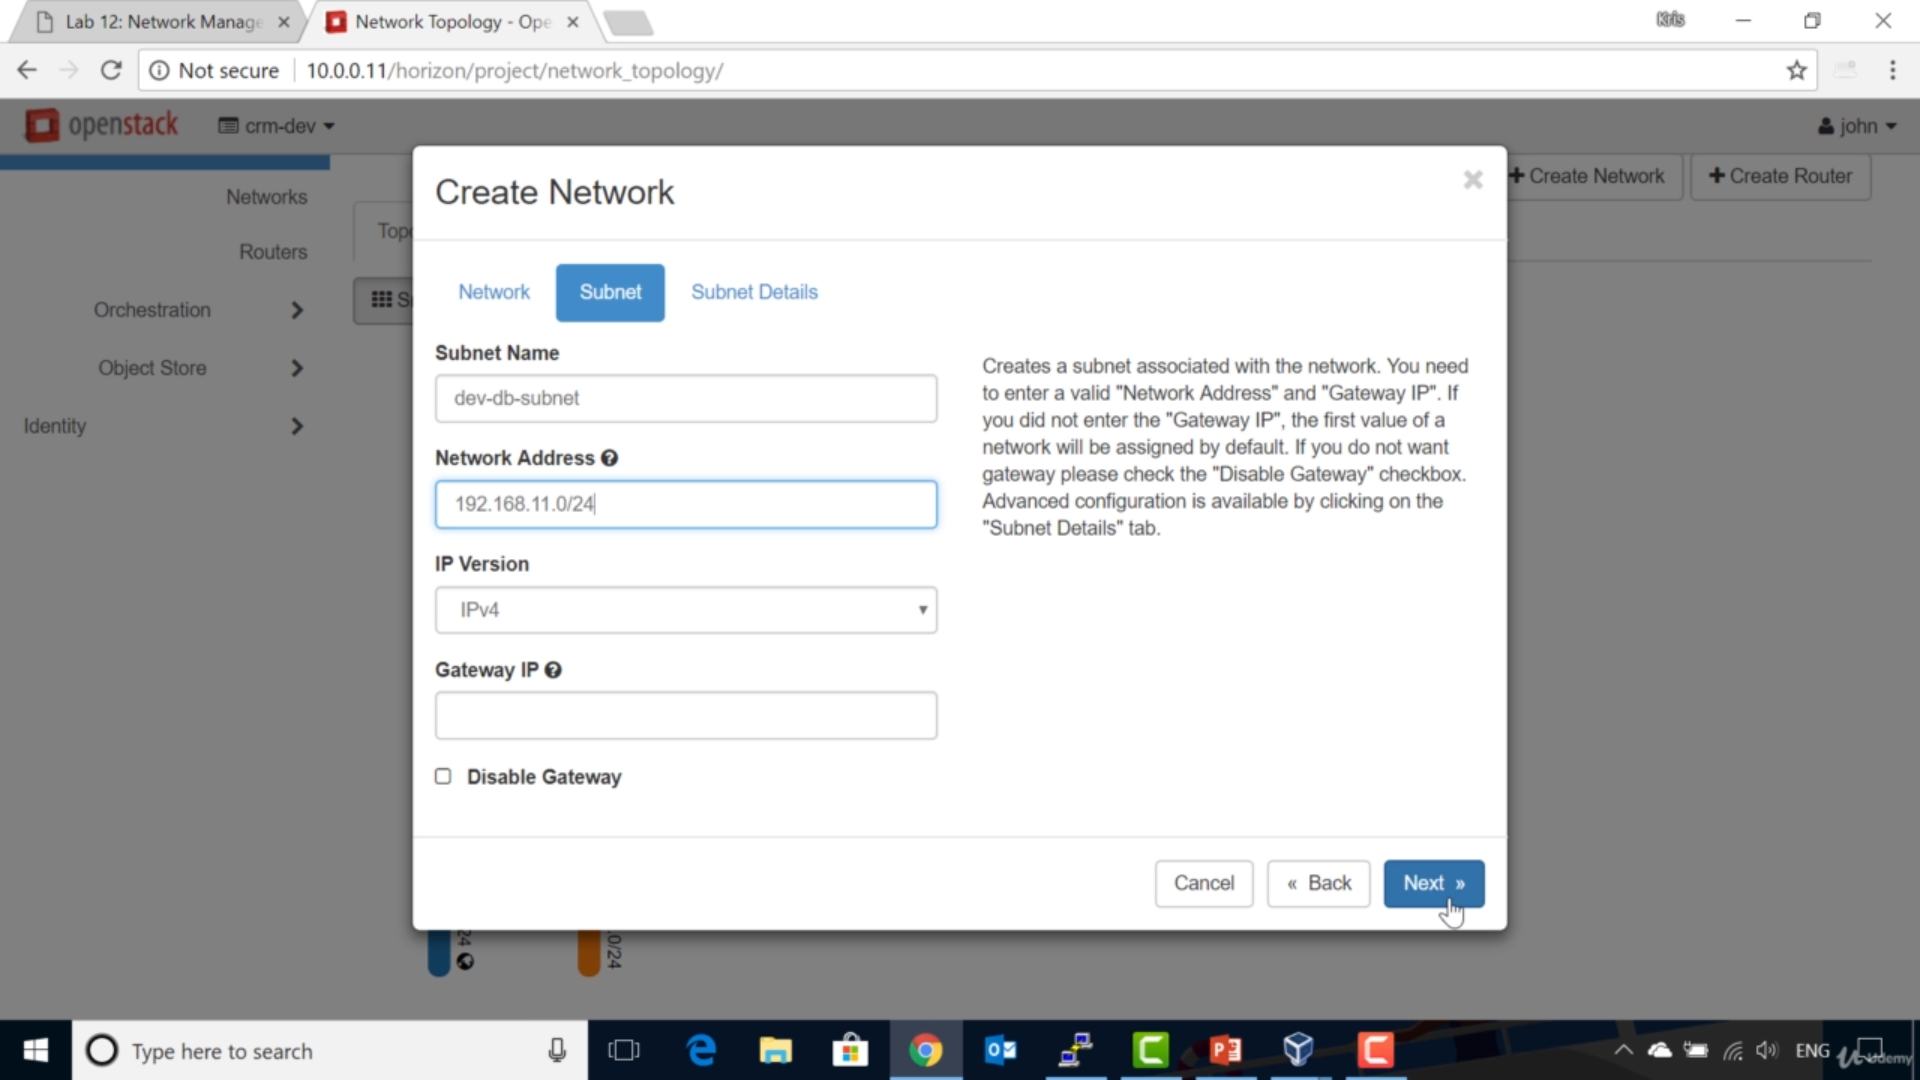 Lab 12: Network Manage
Network Topology - Ope
Kris
Not secure
10.0.0.11/horizon/project/network_topology/
openstack
crm-dev
john
Networks
Routers
Orchestration
Object Store
Identity
Topo
S
+ Create Network
+ Create Router
Create Network
×
Network
Subnet
Subnet Details
Subnet Name
dev-db-subnet
Network Address
192.168.11.0/24
IP Version
IPv4
Gateway IP
Disable Gateway
Creates a subnet associated with the network. You need
to enter a valid "Network Address" and "Gateway IP". If
you did not enter the "Gateway IP", the first value of a
network will be assigned by default. If you do not want
gateway please check the "Disable Gateway" checkbox.
Advanced configuration is available by clicking on the
"Subnet Details" tab.
Cancel
« Back
Next »
24
.0/24
Type here to search
ENG
Udemy